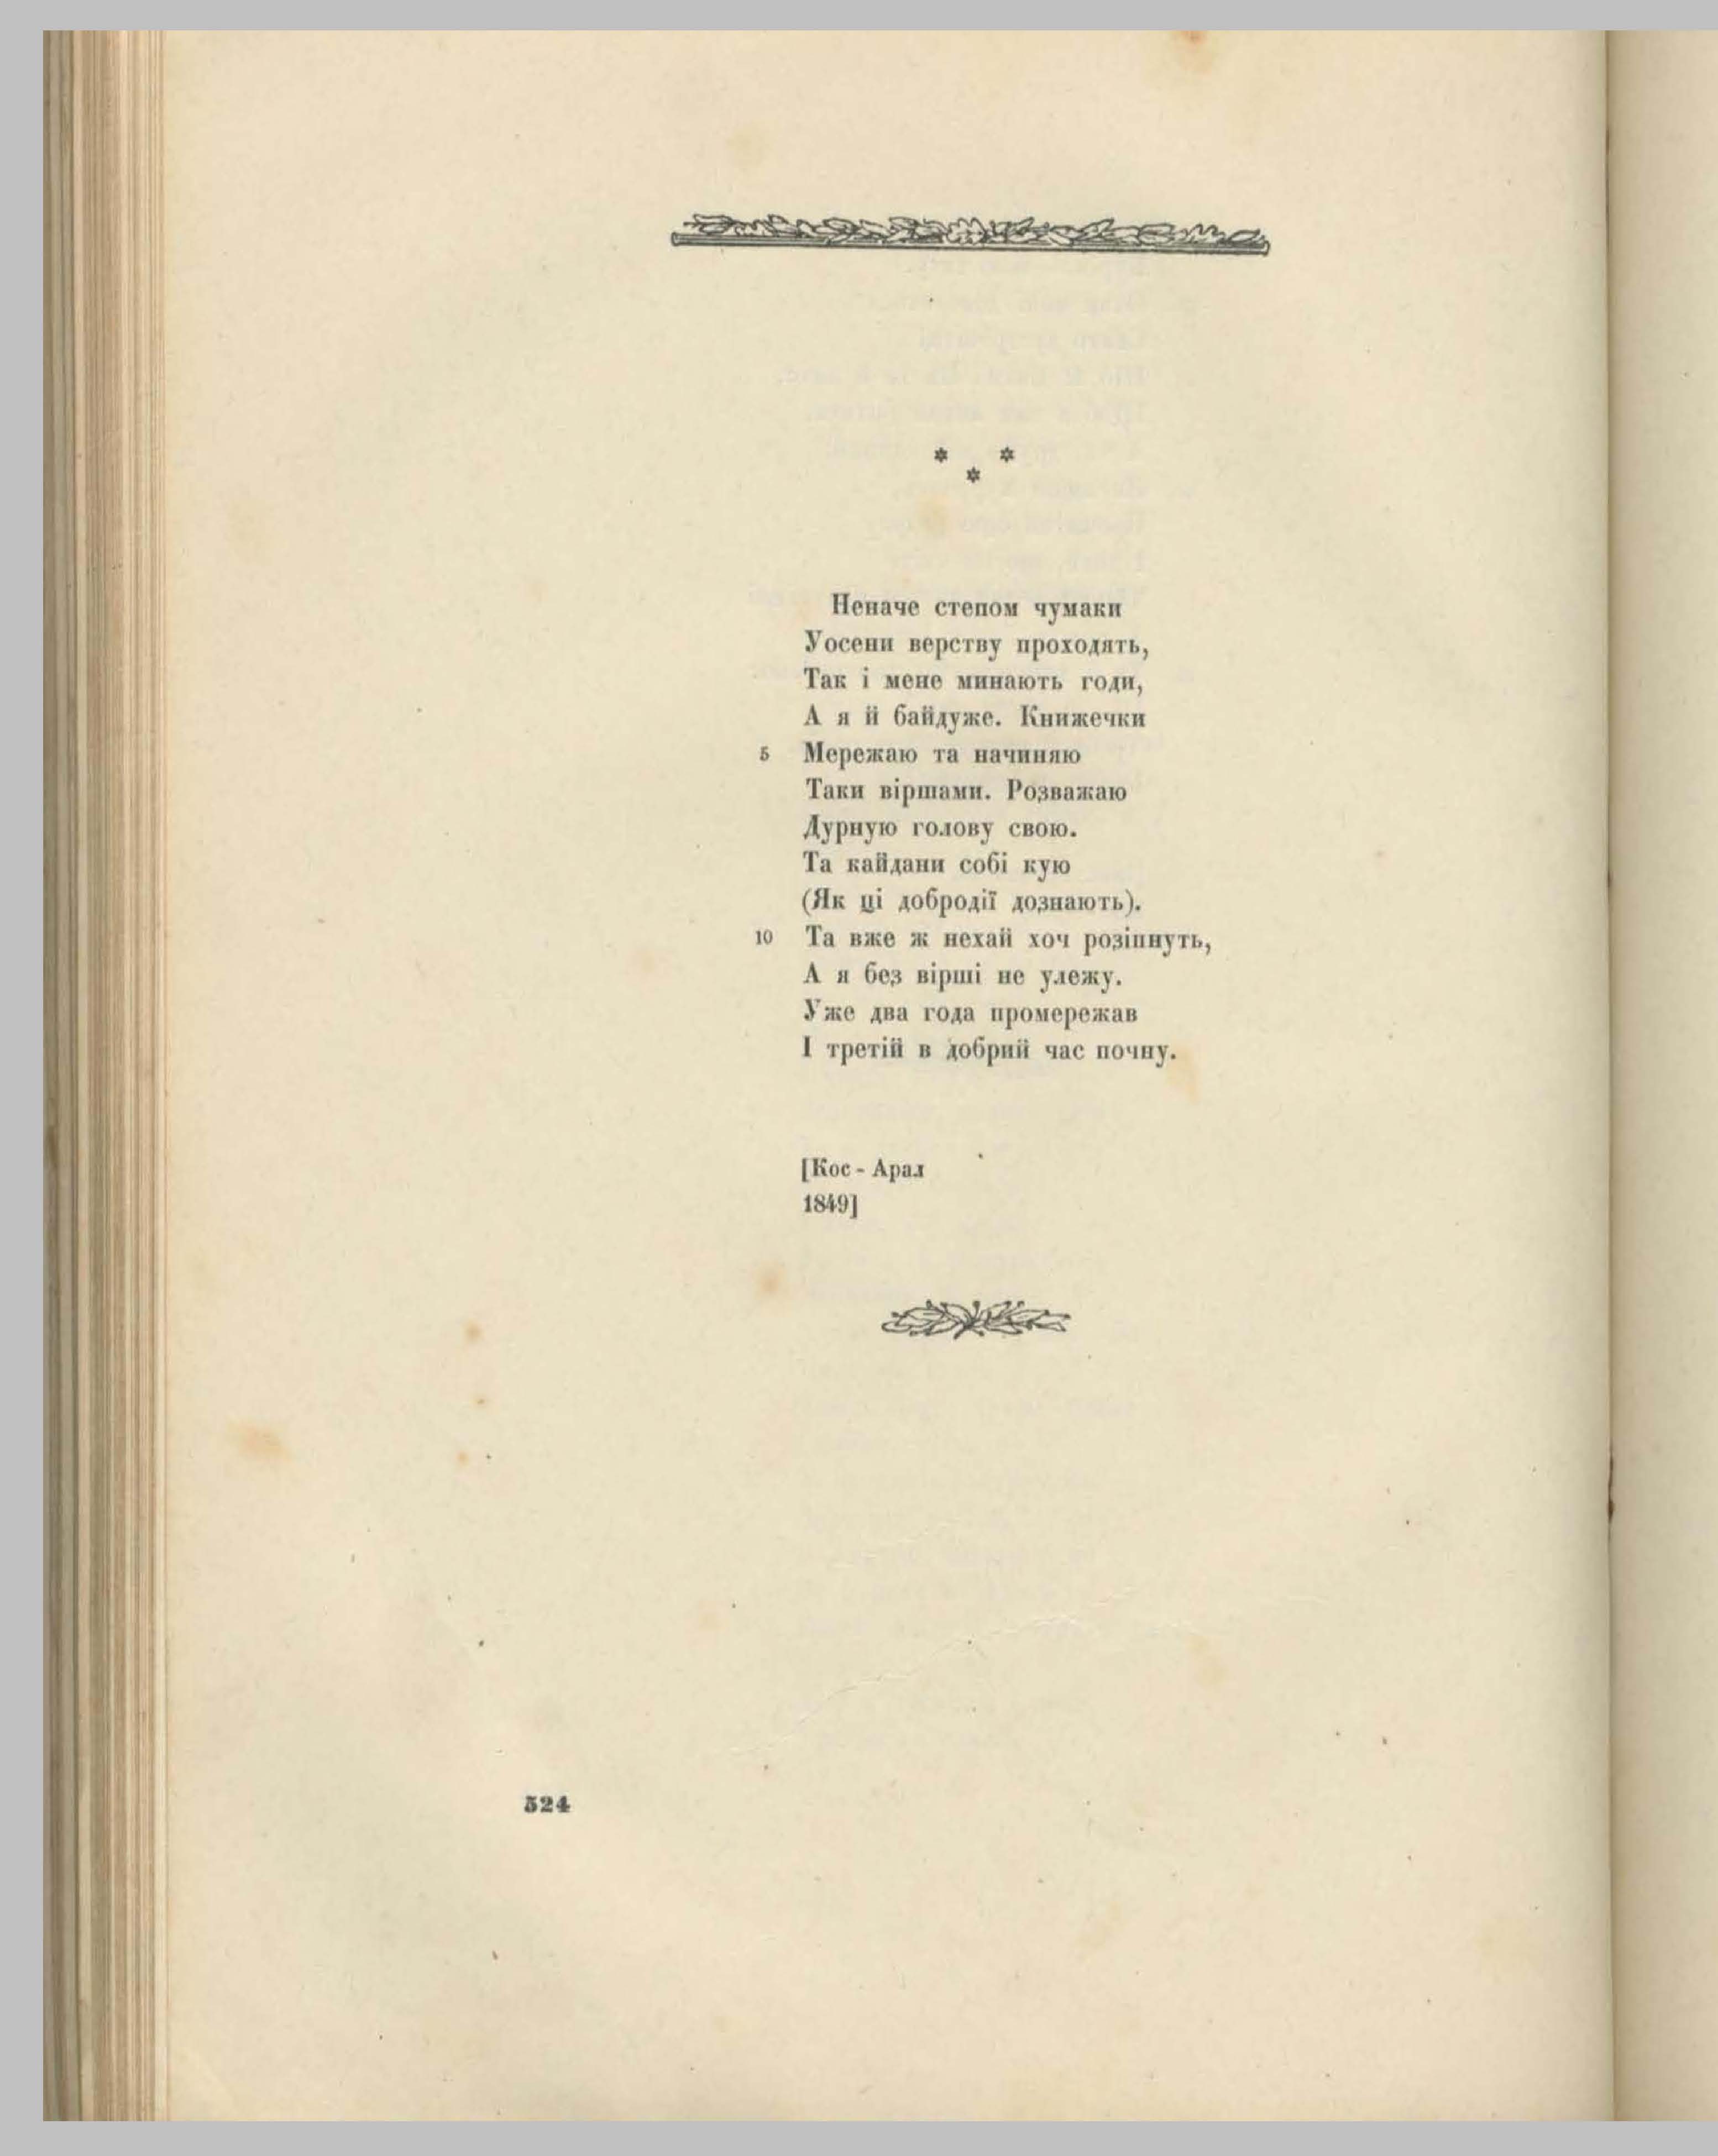 * * *
Неначе степом чумаки
Уосени верству проходять,
Так і мене минають годи,
А я й байдуже. Книжечки
5 Мережаю та начиняю
Таки віршами. Розважаю
Дурную голову свою.
Та кайдани собі кую
(Як ці добродії дознають).
10 Та вже ж нехай хоч розіпнуть,
А я без вірші не улежу.
Уже два года промережав
І третій в добрий час почну.
[Кос - Арал
1849]
524